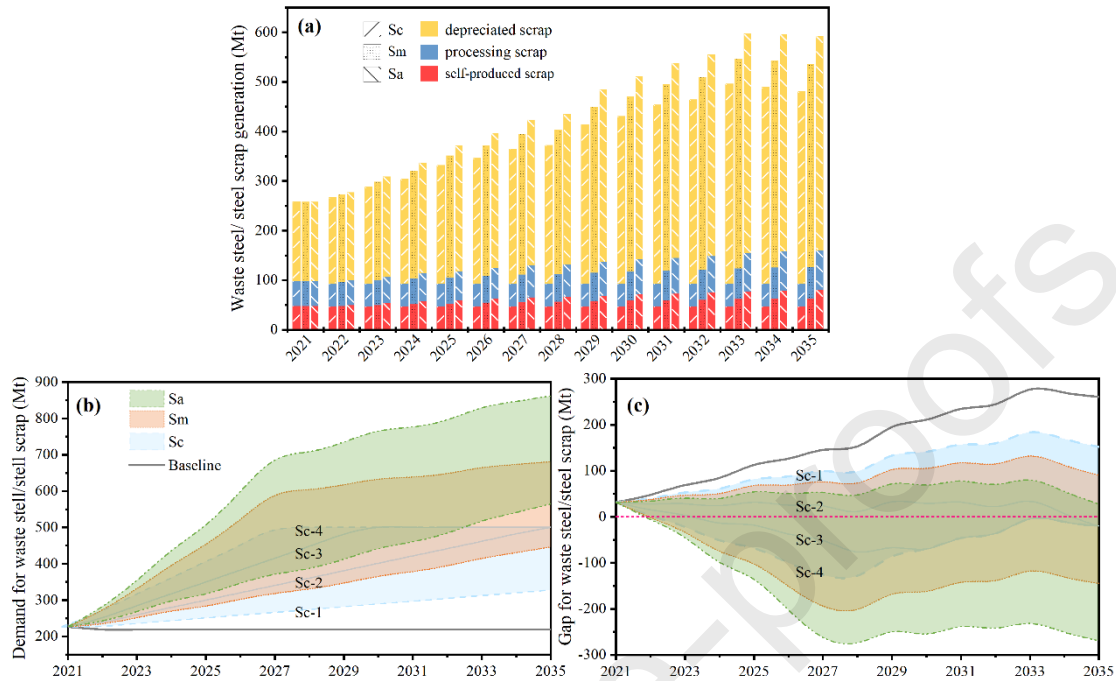 (a)
Sc
depreciated scrap
Sm
processing scrap
Sa
self-produced scrap
Waste steel/ steel scrap generation (Mt)
600
500
400
300
200
100
0
2021 2022 2023 2024 2025 2026 2027 2028 2029 2030 2031 2032 2033 2034 2035
(b)
Sa
Sm
Sc
Baseline
Demand for waste stell/stell scrap (Mt)
900
800
700
600
500
400
300
200
Sc-4
Sc-3
Sc-2
Sc-1
2021 2023 2025 2027 2029 2031 2033 2035
(c)
Gap for waste steel/steel scrap (Mt)
300
200
100
0
-100
-200
-300
Sc-1
Sc-2
Sc-3
Sc-4
2021 2023 2025 2027 2029 2031 2033 2035
-proofs